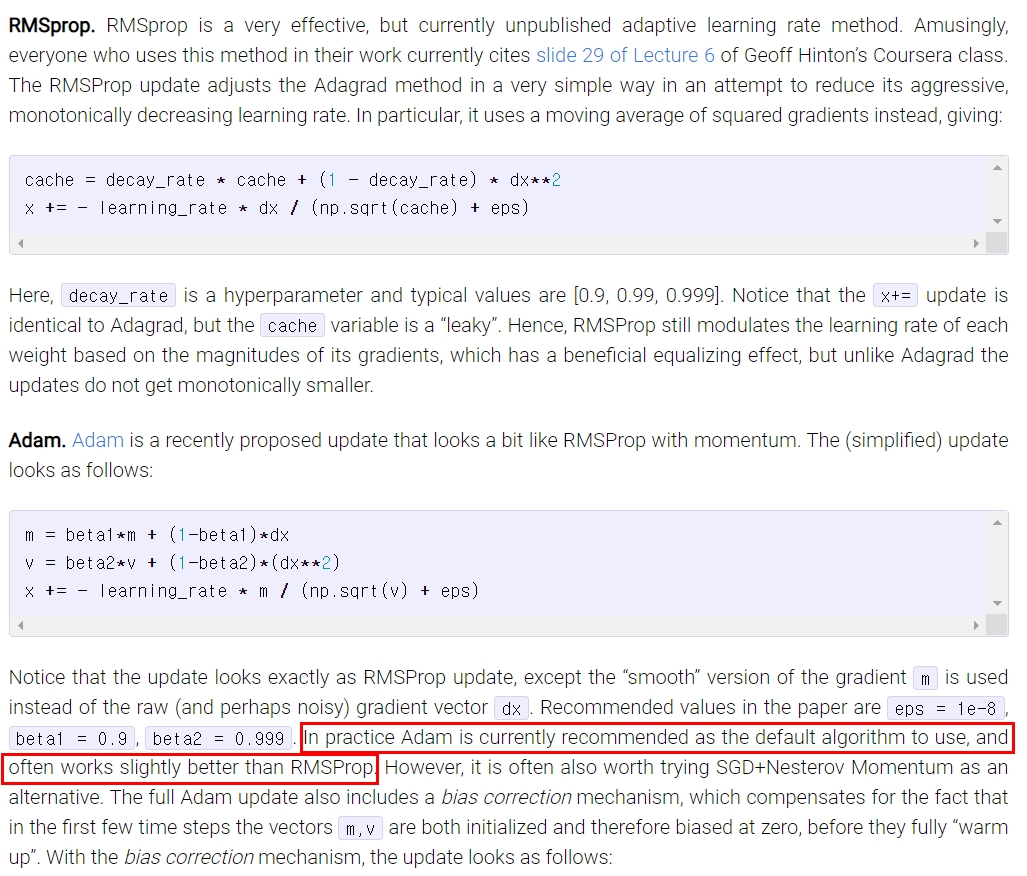 RMSprop. RMSprop is a very effective, but currently unpublished adaptive learning rate method. Amusingly,
everyone who uses this method in their work currently cites slide 29 of Lecture 6 of Geoff Hinton’s Coursera class.
The RMSProp update adjusts the Adagrad method in a very simple way in an attempt to reduce its aggressive,
monotonically decreasing learning rate. In particular, it uses a moving average of squared gradients instead, giving:
cache = decay_rate * cache + (1 - decay_rate) * dx**2
x += - learning_rate * dx / (np.sqrt(cache) + eps)
Here, decay_rate is a hyperparameter and typical values are [0.9, 0.99, 0.999]. Notice that the x+= update is
identical to Adagrad, but the cache variable is a “leaky”. Hence, RMSProp still modulates the learning rate of each
weight based on the magnitudes of its gradients, which has a beneficial equalizing effect, but unlike Adagrad the
updates do not get monotonically smaller.
Adam. Adam is a recently proposed update that looks a bit like RMSProp with momentum. The (simplified) update
looks as follows:
m = beta1*m + (1-beta1)*dx
v = beta2*v + (1-beta2)*(dx**2)
x += - learning_rate * m / (np.sqrt(v) + eps)
Notice that the update looks exactly as RMSProp update, except the “smooth” version of the gradient m is used
instead of the raw (and perhaps noisy) gradient vector dx . Recommended values in the paper are eps = 1e-8 ,
beta1 = 0.9 , beta2 = 0.999 . In practice Adam is currently recommended as the default algorithm to use, and
often works slightly better than RMSProp. However, it is often also worth trying SGD+Nesterov Momentum as an
alternative. The full Adam update also includes a bias correction mechanism, which compensates for the fact that
in the first few time steps the vectors m,v are both initialized and therefore biased at zero, before they fully “warm
up”. With the bias correction mechanism, the update looks as follows: